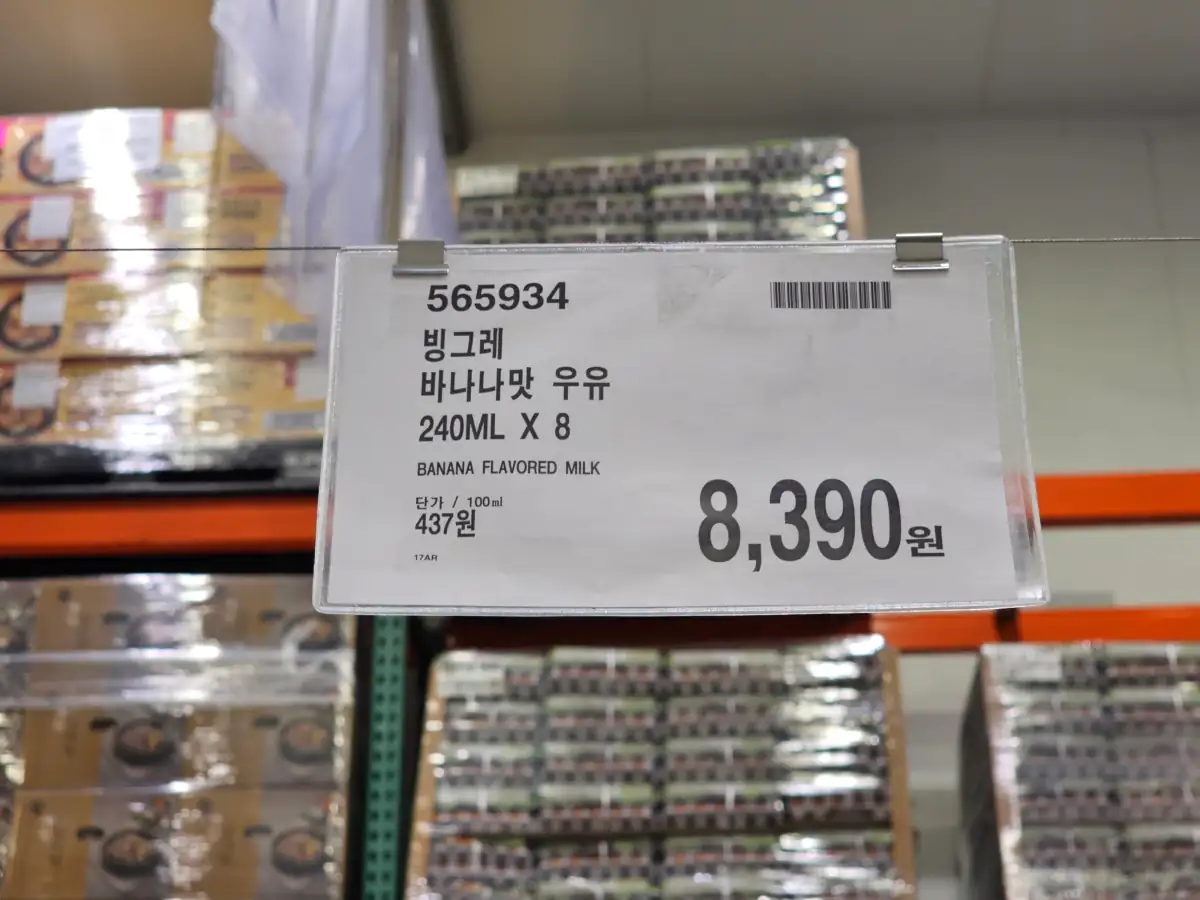 565934
빙그레
바나나맛 우유
240ML X 8
BANANA FLAVORED MILK
단가 / 100㎖
437원
8,390원
17AR